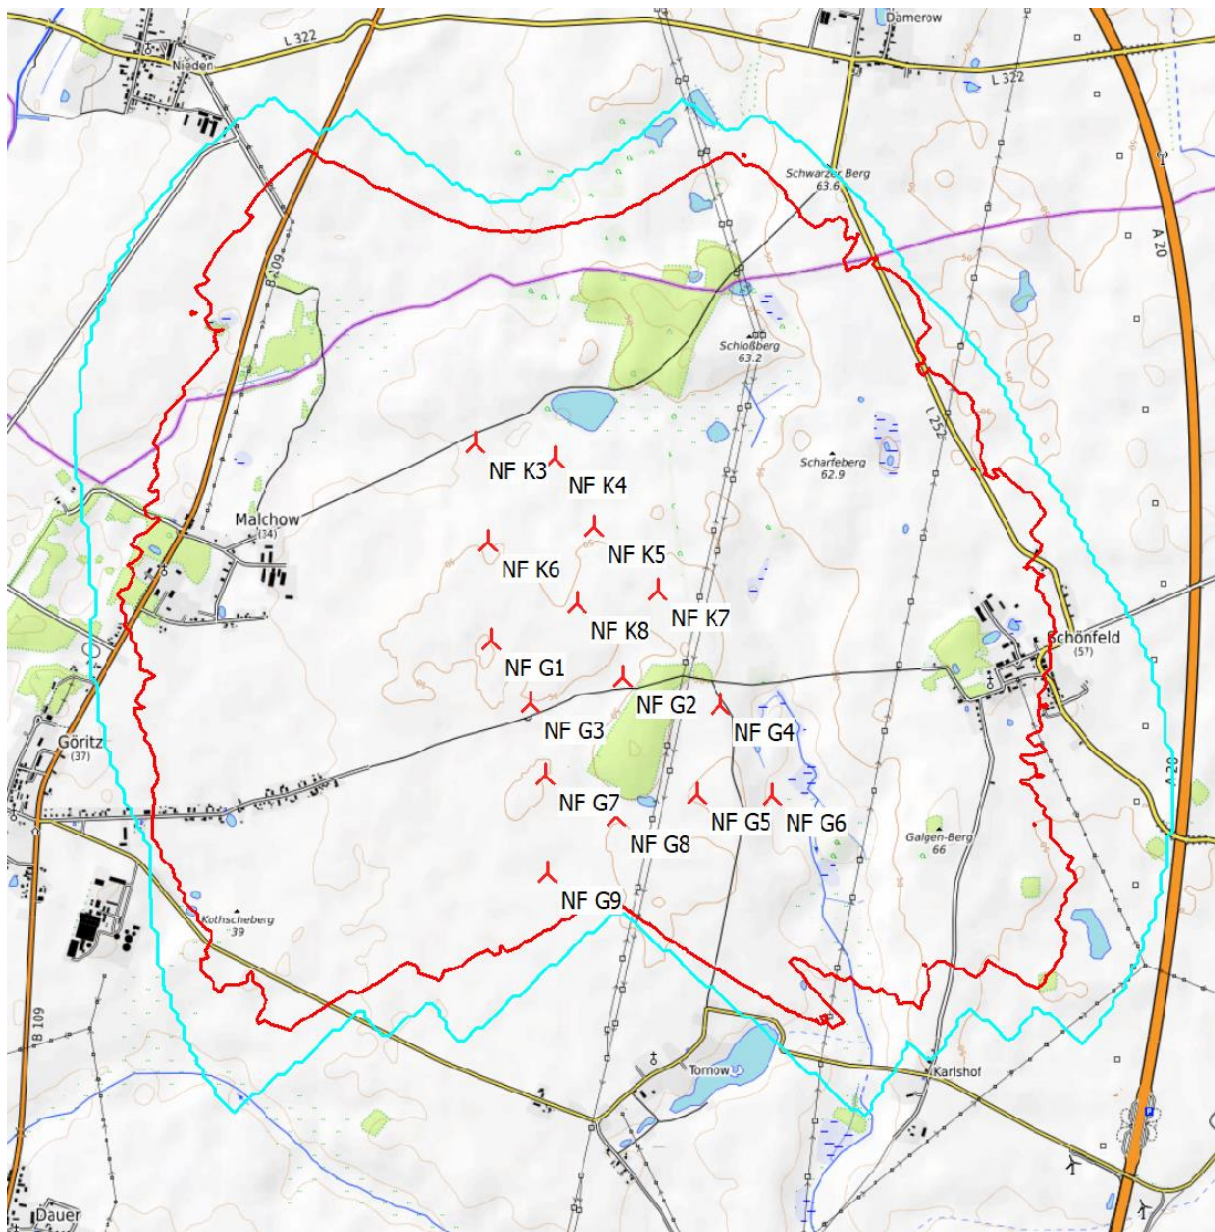 Damerow
L 322
Nieden
L 322
Schwarzer Berg
63.6
A 20
B 109
Schloßberg
63.2
L 252
NF K3
NF K4
Scharfeberg
62.9
Malchow
(34)
NF K5
NF K6
NF K7
NF K8
Schönfeld
(57)
NF G1
NF G2
NF G3
NF G4
Göritz
(37)
A 20
NF G7
NF G5
NF G6
NF G8
Galgen-Berg
66
NF G9
Kothscheberg
39
B 109
Tornow
Karlshof
Dauer